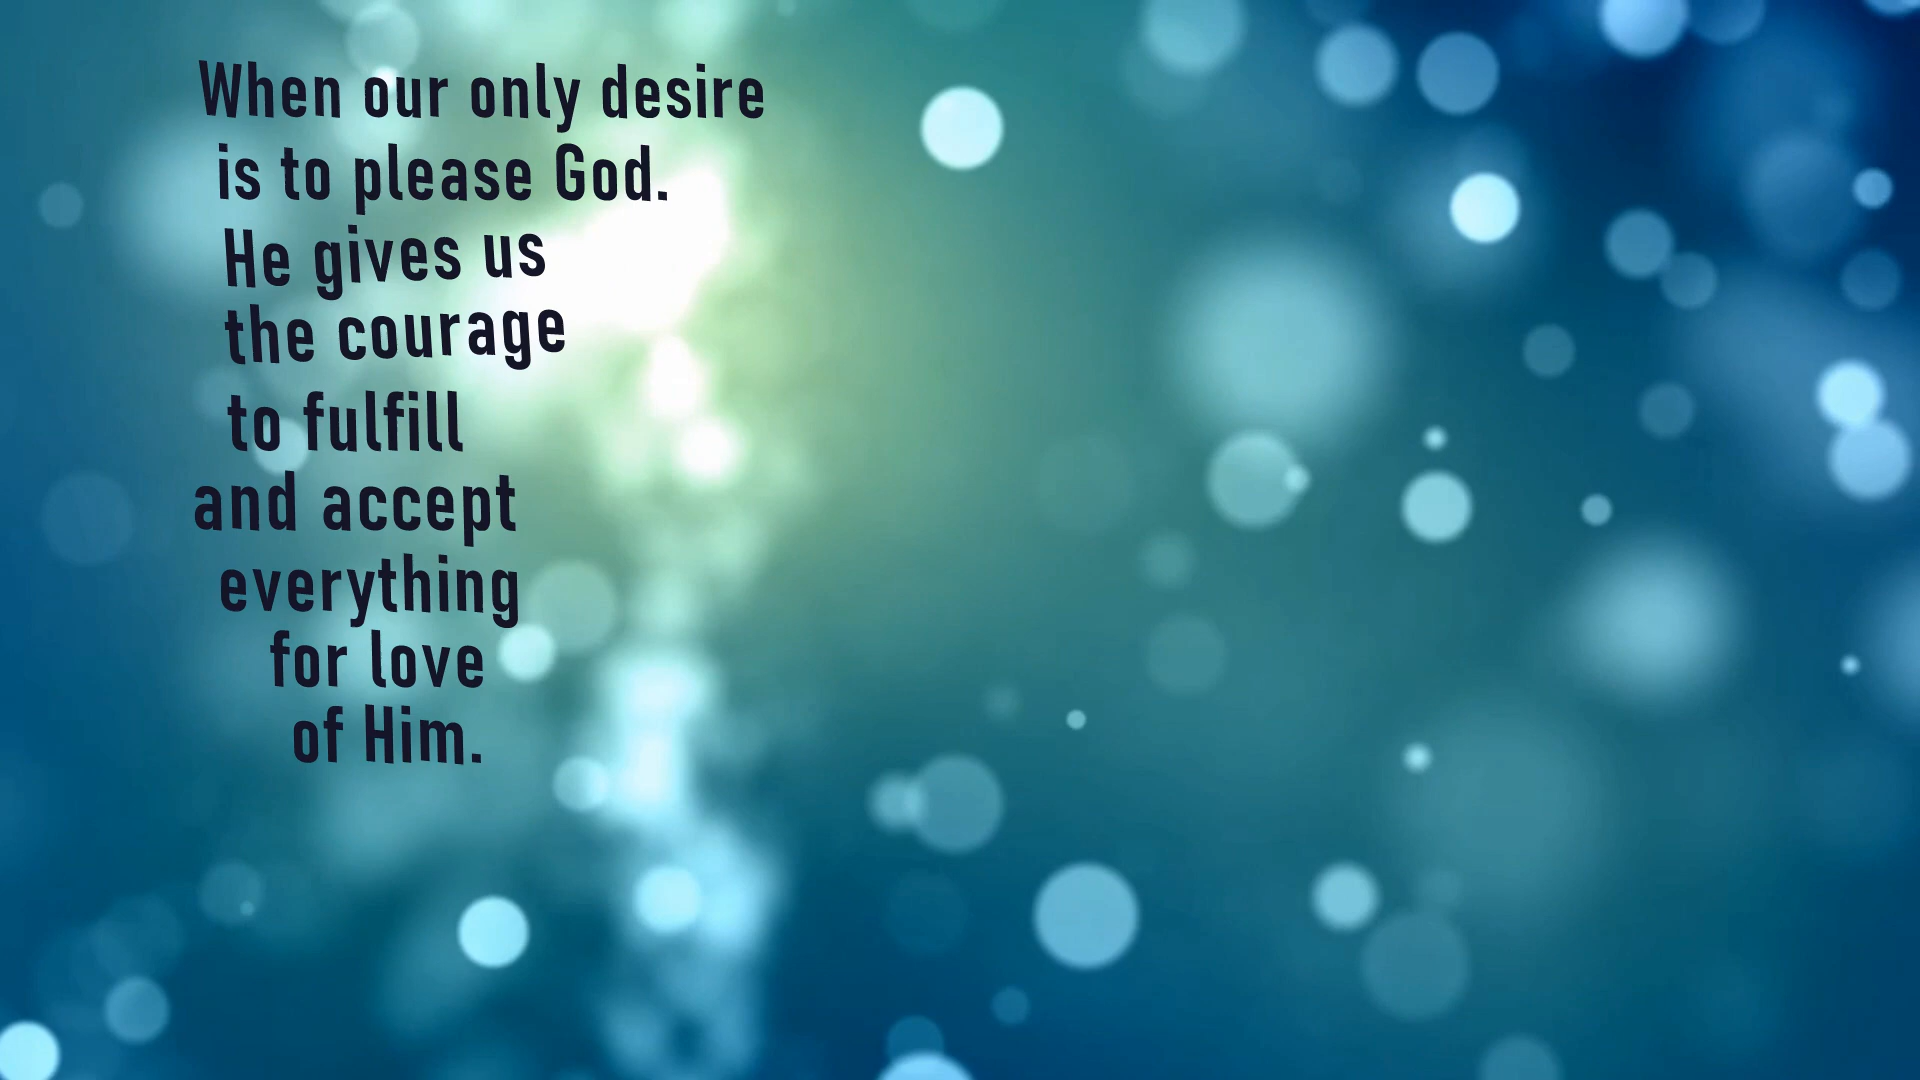 When our only desire
is to please God.
He gives us
the courage
to fulfill
and accept
everything
for love
of Him.